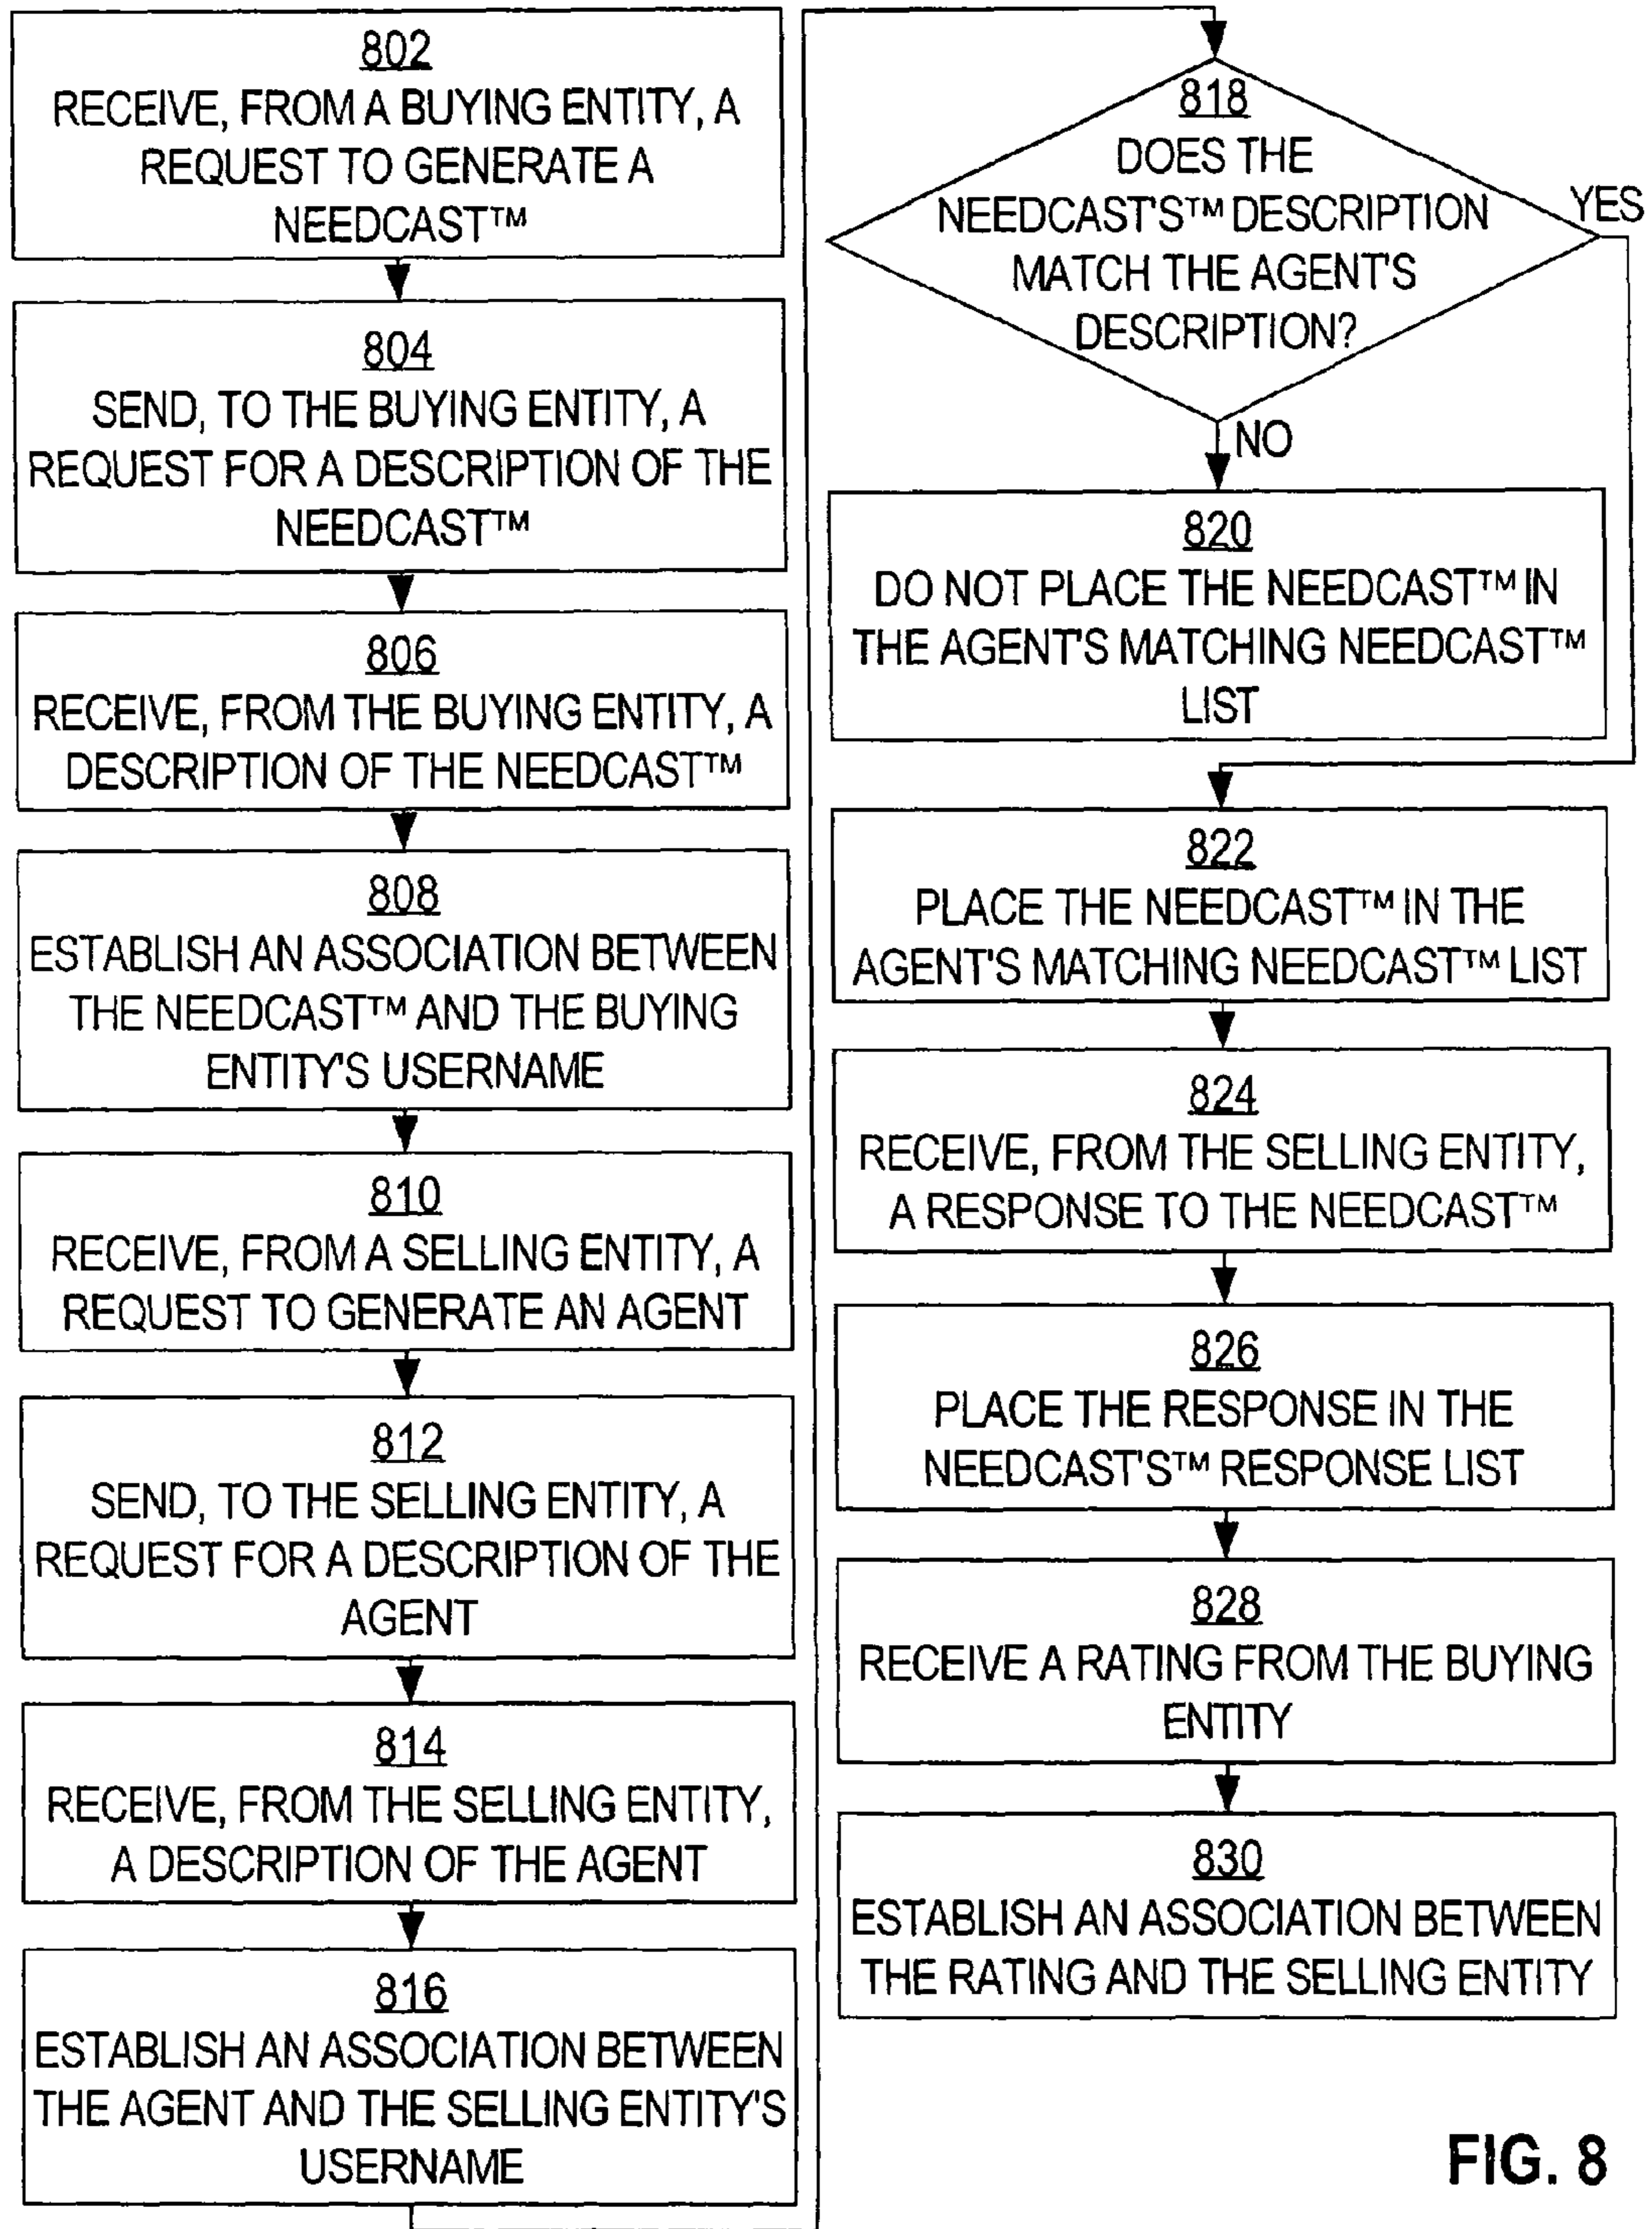 802
RECEIVE, FROM A BUYING ENTITY, A
REQUEST TO GENERATE A
NEEDCAST™
804
SEND, TO THE BUYING ENTITY, A
REQUEST FOR A DESCRIPTION OF THE
NEEDCAST™
806
RECEIVE, FROM THE BUYING ENTITY, A
DESCRIPTION OF THE NEEDCAST™
808
ESTABLISH AN ASSOCIATION BETWEEN
THE NEEDCAST™ AND THE BUYING
ENTITY'S USERNAME
810
RECEIVE, FROM A SELLING ENTITY, A
REQUEST TO GENERATE AN AGENT
812
SEND, TO THE SELLING ENTITY, A
REQUEST FOR A DESCRIPTION OF THE
AGENT
814
RECEIVE, FROM THE SELLING ENTITY,
A DESCRIPTION OF THE AGENT
816
ESTABLISH AN ASSOCIATION BETWEEN
THE AGENT AND THE SELLING ENTITY'S
USERNAME
818
DOES THE
NEEDCAST'S™ DESCRIPTION
MATCH THE AGENT'S
DESCRIPTION?
YES
NO
820
DO NOT PLACE THE NEEDCAST™ IN
THE AGENT'S MATCHING NEEDCAST™
LIST
822
PLACE THE NEEDCAST™ IN THE
AGENT'S MATCHING NEEDCAST™ LIST
824
RECEIVE, FROM THE SELLING ENTITY,
A RESPONSE TO THE NEEDCAST™
826
PLACE THE RESPONSE IN THE
NEEDCAST'S™ RESPONSE LIST
828
RECEIVE A RATING FROM THE BUYING
ENTITY
830
ESTABLISH AN ASSOCIATION BETWEEN
THE RATING AND THE SELLING ENTITY
FIG. 8